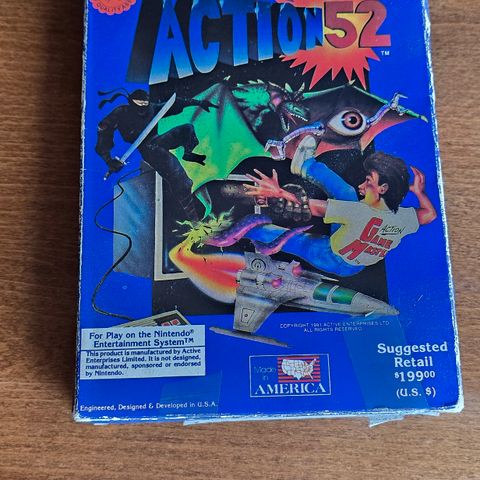 ACTION 52
TM
ACTION
GAME
MASTER
COPYRIGHT 1991 ACTIVE ENTERPRISES LTD.
ALL RIGHTS RESERVED
For Play on the Nintendo®
Entertainment System™
This product is manufactured by Active
Enterprises Limited. It is not designed,
manufactured, sponsored or endorsed
by Nintendo.
Made
in
AMERICA
Suggested
Retail
$199.00
(U.S. $)
Engineered, Designed & Developed in U.S.A.